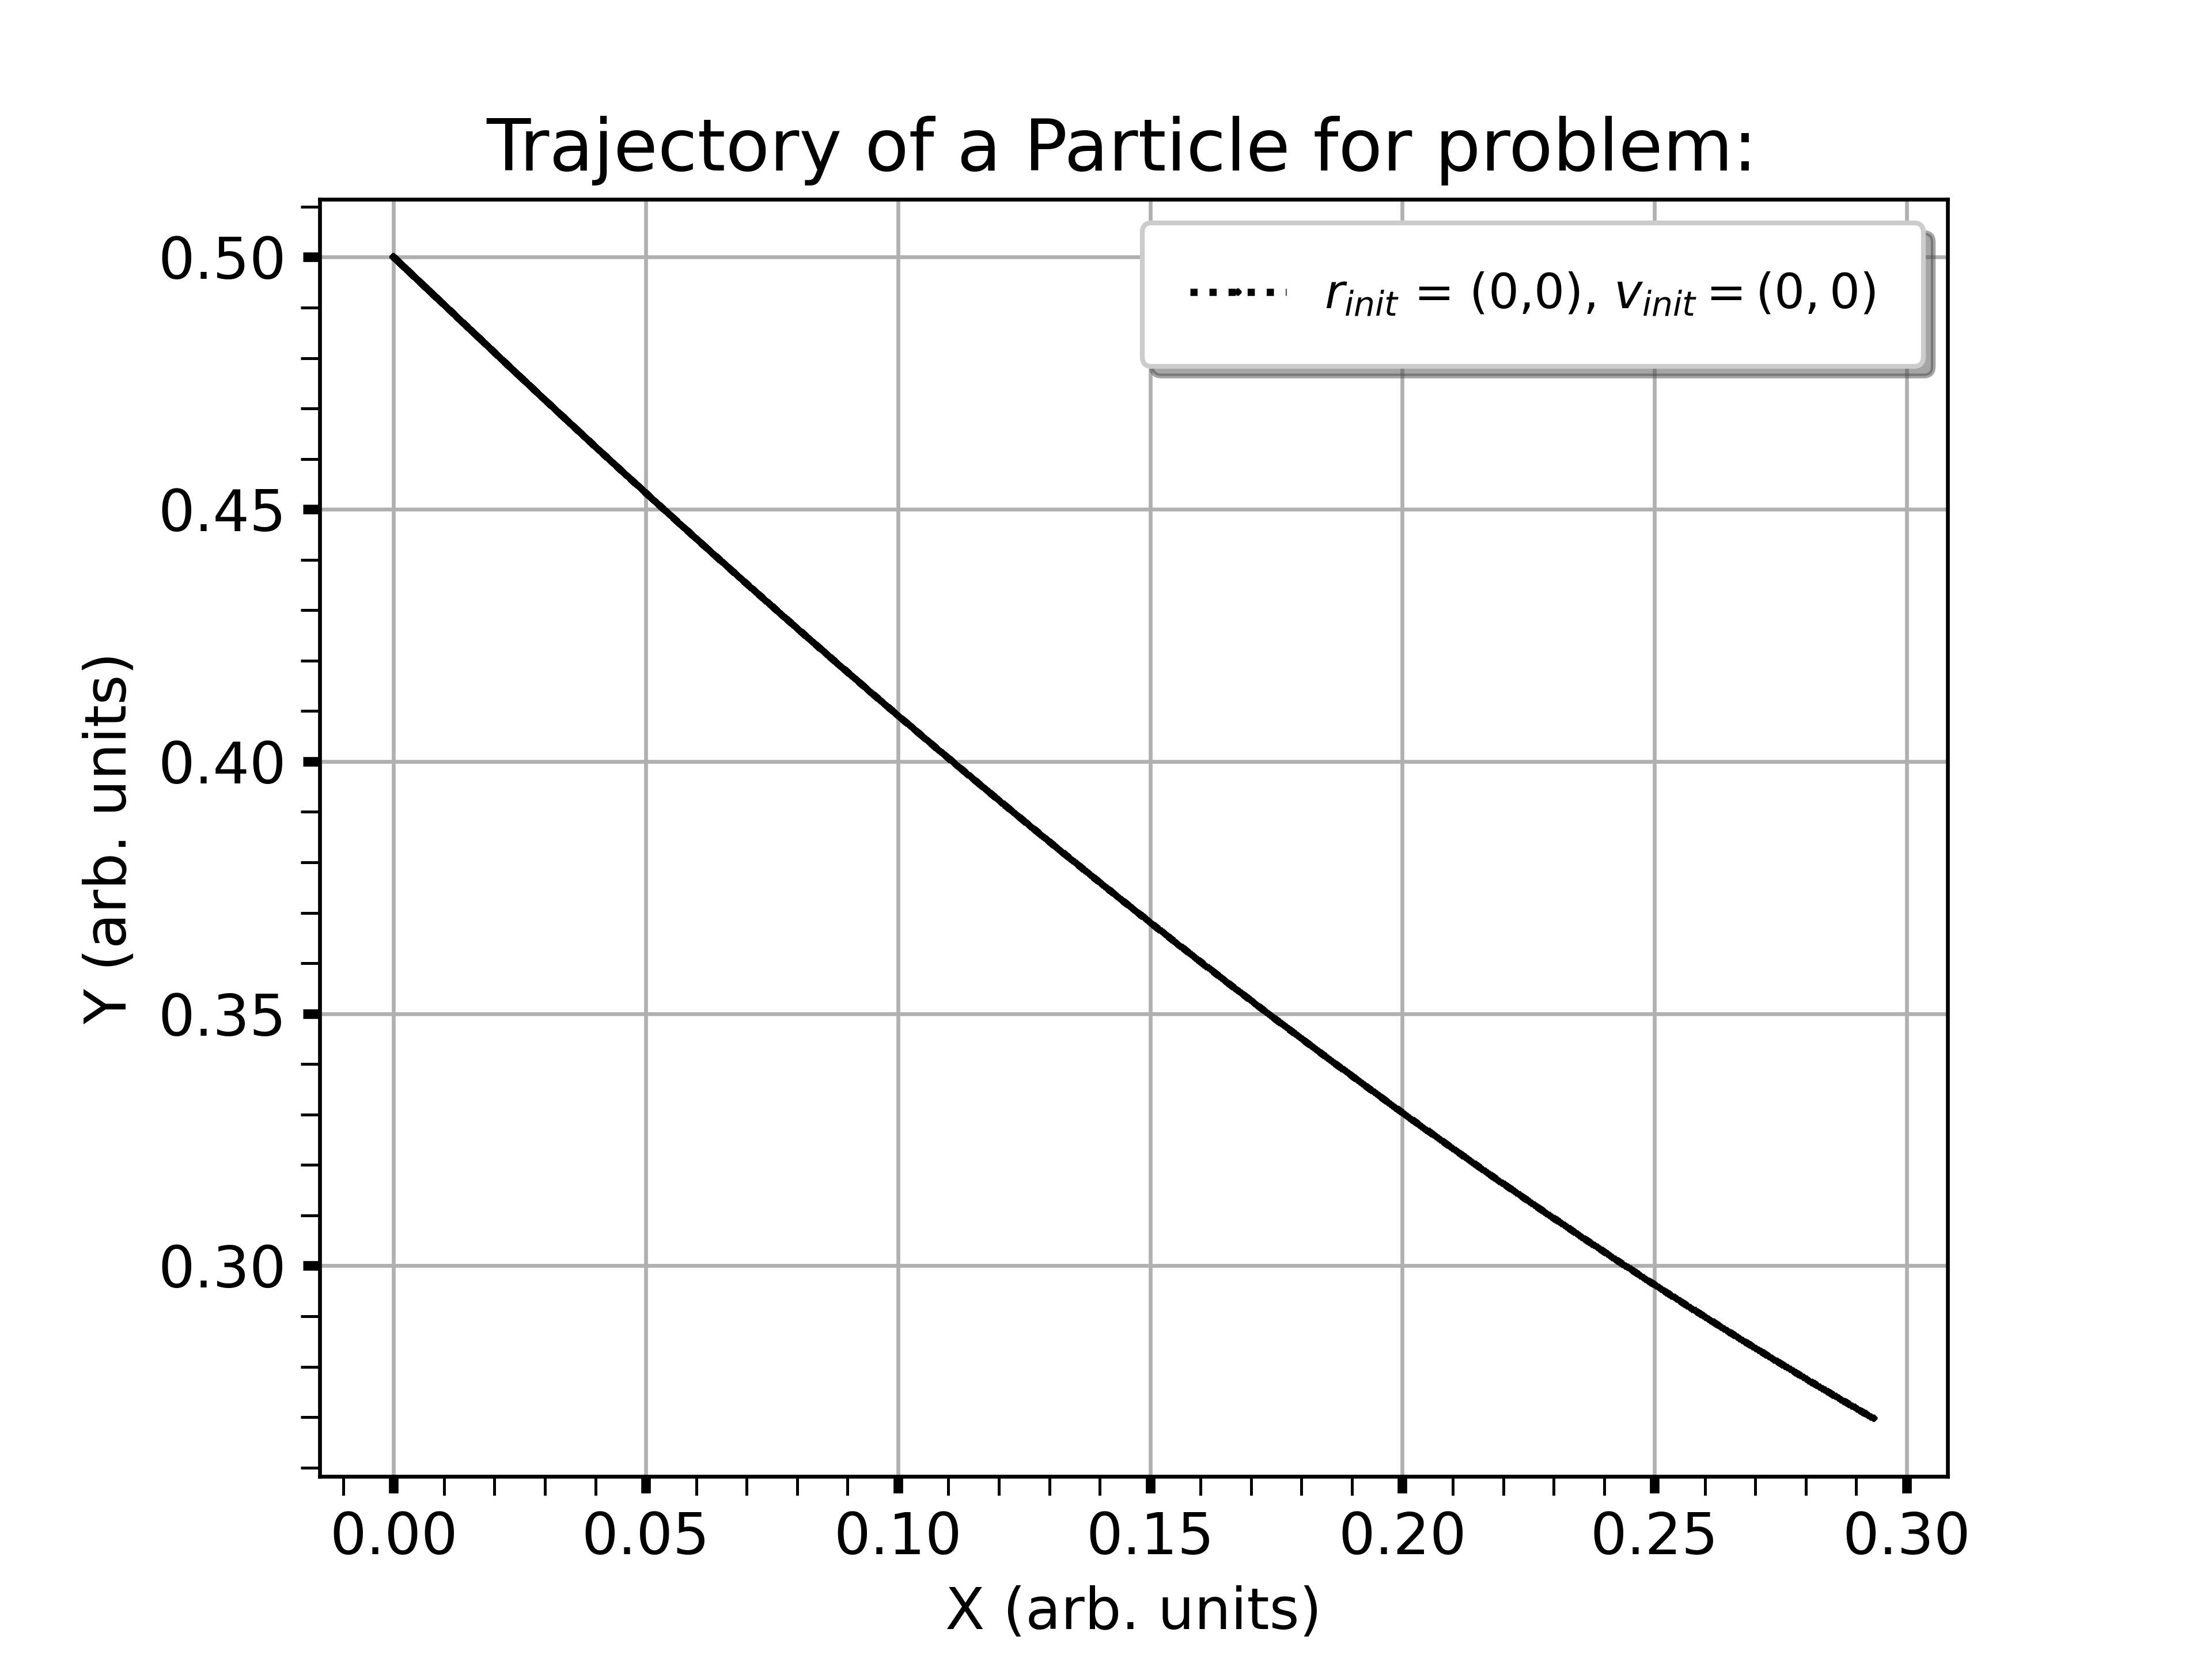 Trajectory of a Particle for problem:
r_init = (0,0), v_init = (0, 0)
0.50
0.45
0.40
0.35
0.30
Y (arb. units)
0.00 0.05 0.10 0.15 0.20 0.25 0.30
X (arb. units)